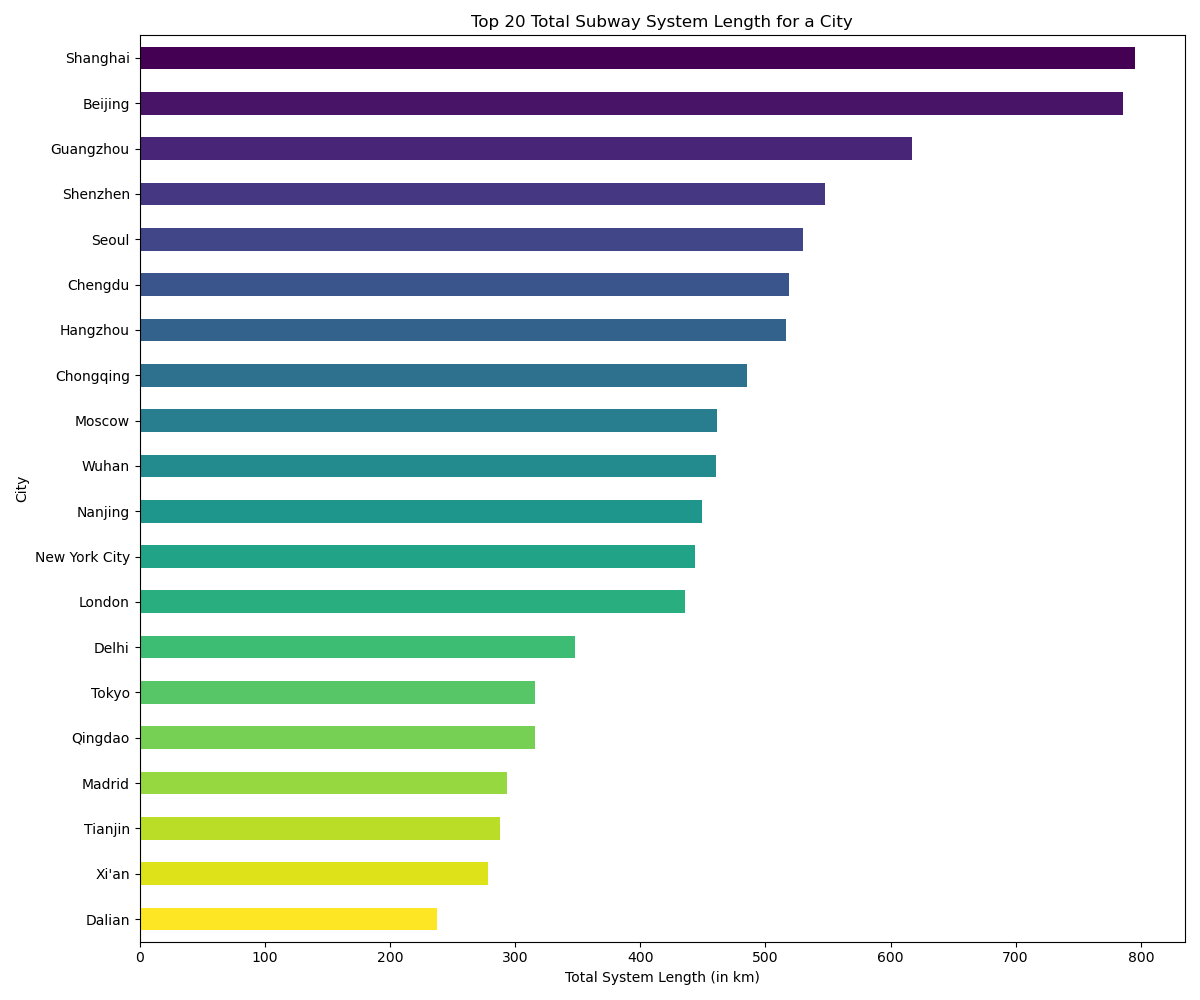 Top 20 Total Subway System Length for a City
Shanghai
Beijing
Guangzhou
Shenzhen
Seoul
Chengdu
Hangzhou
Chongqing
Moscow
Wuhan
Nanjing
New York City
London
Delhi
Tokyo
Qingdao
Madrid
Tianjin
Xi'an
Dalian
City
0 100 200 300 400 500 600 700 800
Total System Length (in km)